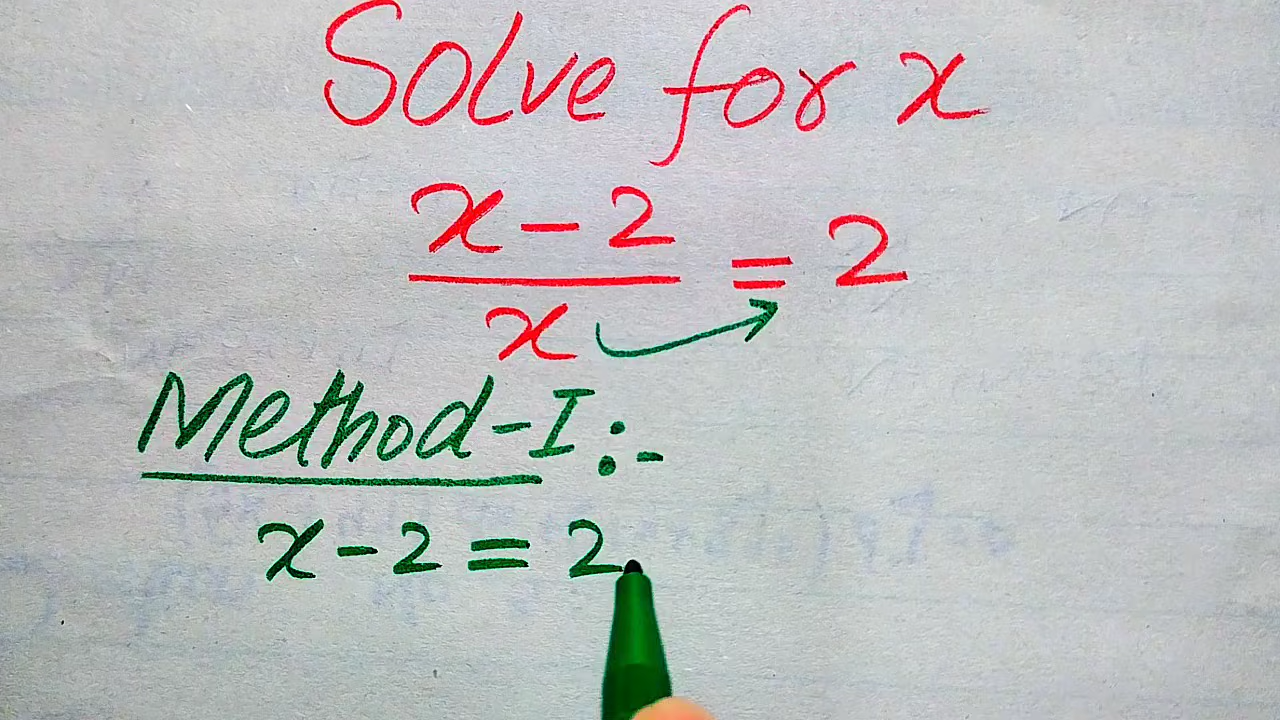 Solve for x
x - 2
x
= 2
Method-I:-
x - 2 = 2